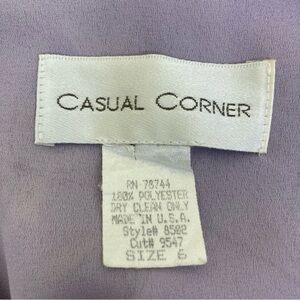 CASUAL CORNER
RN 78744
100% POLYESTER
DRY CLEAN ONLY
MADE IN U.S.A.
Style# 8502
Cut# 9547
SIZE 6